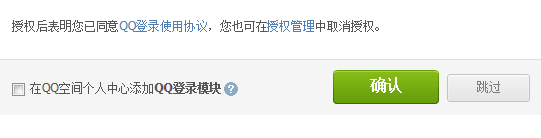 授权后表明您已同意QQ登录使用协议，您也可在授权管理中取消授权。
在QQ空间个人中心添加QQ登录模块 ? 确认 跳过